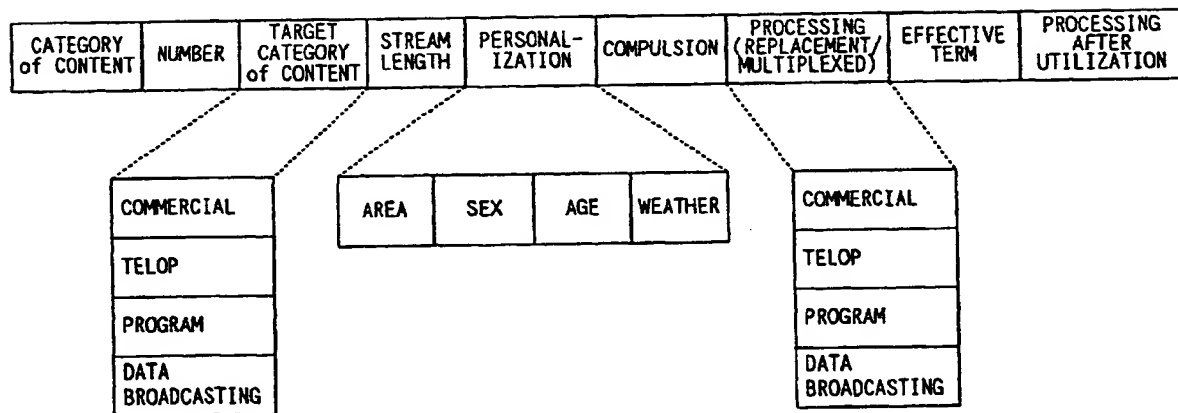 CATEGORY
of CONTENT
NUMBER
TARGET
CATEGORY
of CONTENT
STREAM
LENGTH
PERSONAL-
IZATION
COMPULSION
PROCESSING
(REPLACEMENT/
MULTIPLEXED)
EFFECTIVE
TERM
PROCESSING
AFTER
UTILIZATION
COMMERCIAL
TELOP
PROGRAM
DATA
BROADCASTING
AREA
SEX
AGE
WEATHER
COMMERCIAL
TELOP
PROGRAM
DATA
BROADCASTING